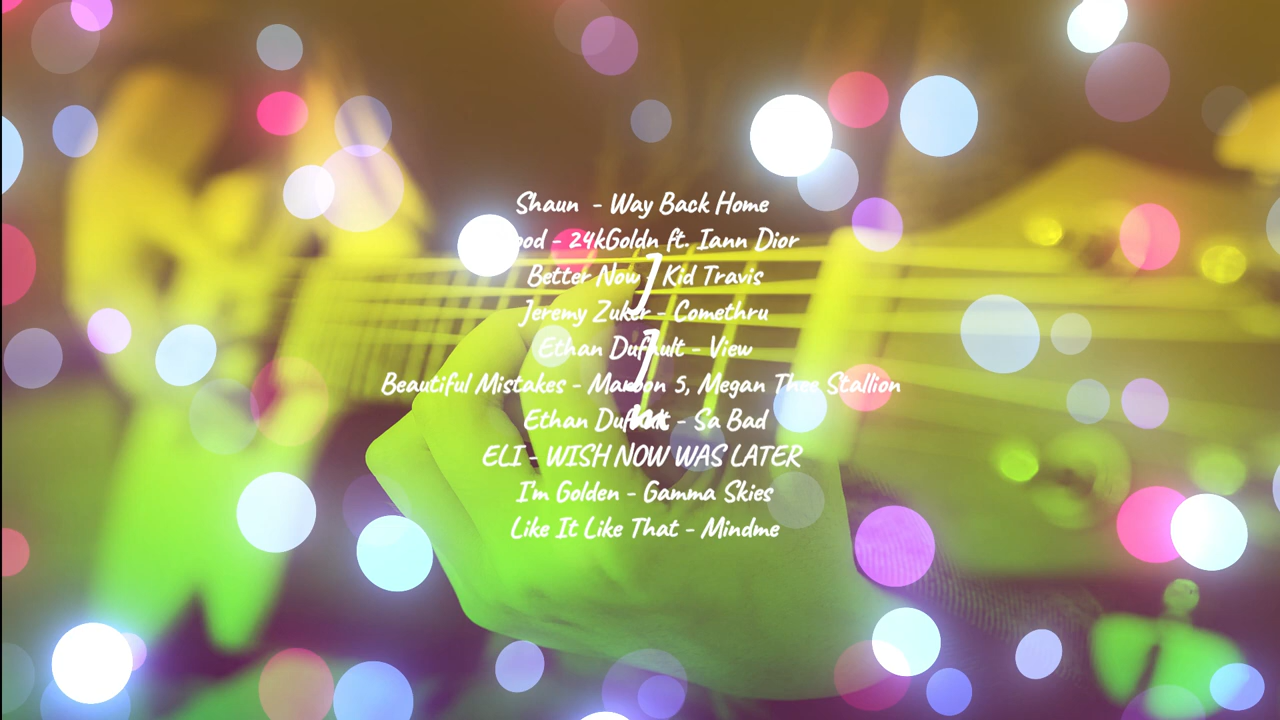 Shaun - Way Back Home
ood - 24kGoldn ft. Iann Dior
Better Now - Kid Travis
Jeremy Zuker - Comethru
Ethan Dufault - View
Beautiful Mistakes - Maroon 5, Megan Thee Stallion
Ethan Dufault - Sa Bad
ELI - WISH NOW WAS LATER
I'm Golden - Gamma Skies
Like It Like That - Mindme